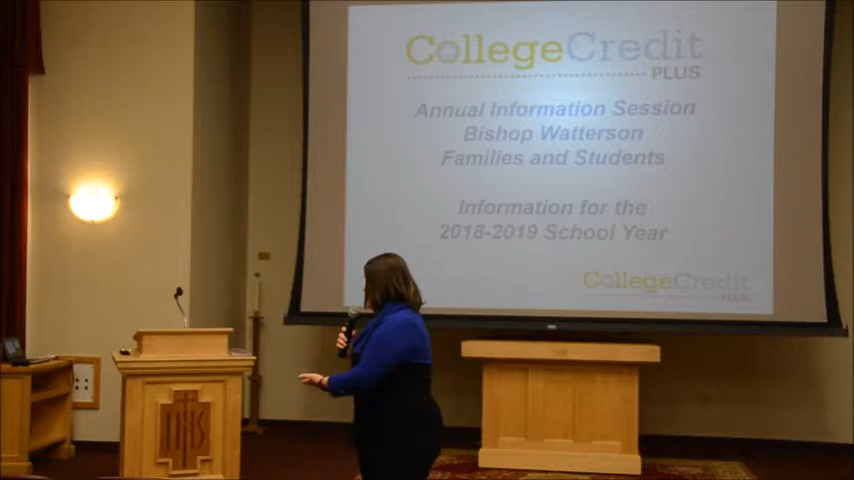 CollegeCredit
PLUS
Annual Information Session
Bishop Watterson
Families and Students
Information for the
2018-2019 School Year
CollegeCredit
PLUS
IHS